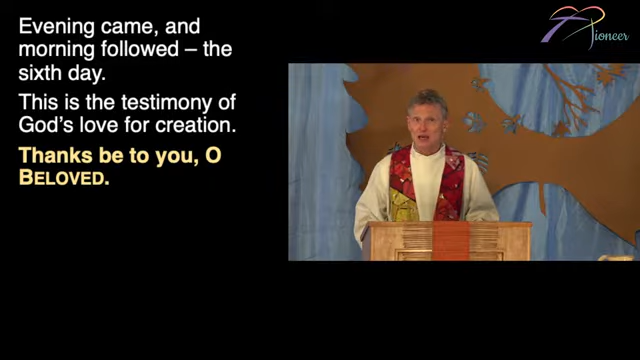 Evening came, and
morning followed – the
sixth day.
This is the testimony of
God's love for creation.
Thanks be to you, O
BELOVED.
Pioneer